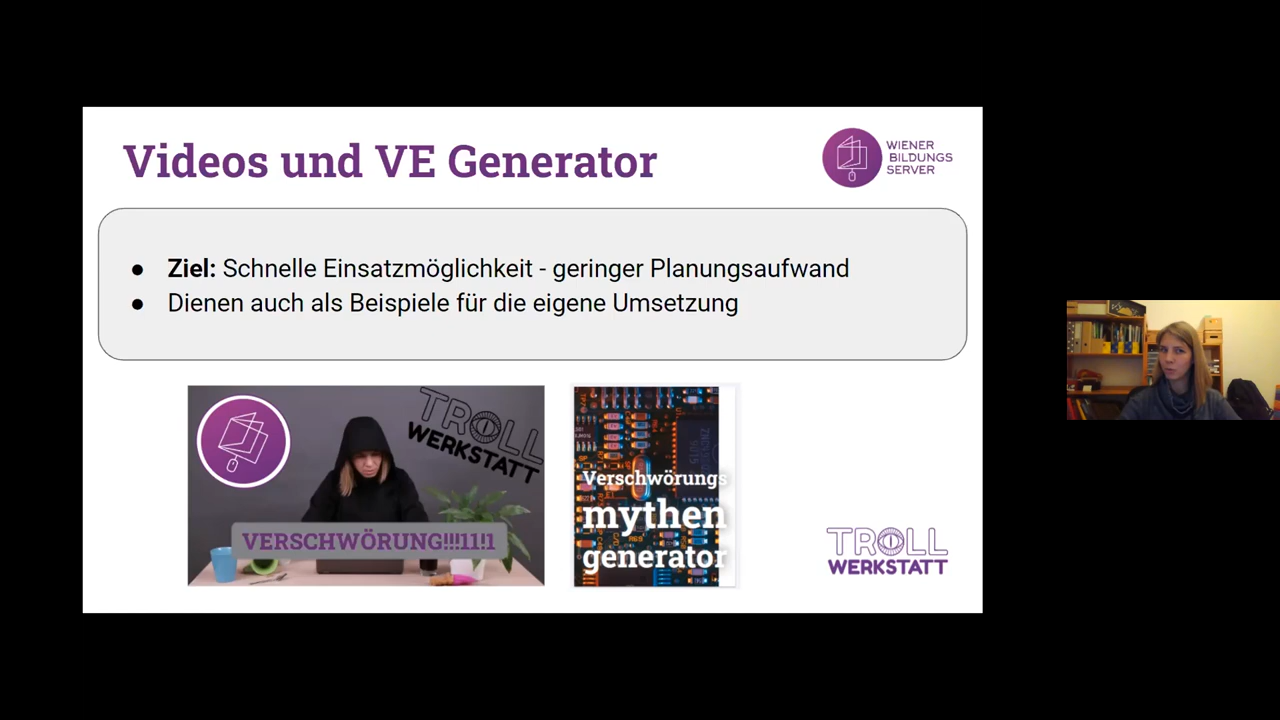 Videos und VE Generator
WIENER
BILDUNGS
SERVER
● Ziel: Schnelle Einsatzmöglichkeit - geringer Planungsaufwand
● Dienen auch als Beispiele für die eigene Umsetzung
TROLL
WERKSTATT
VERSCHWÖRUNG!!!11!1
Verschwörungs
mythen
generator
TROLL
WERKSTATT